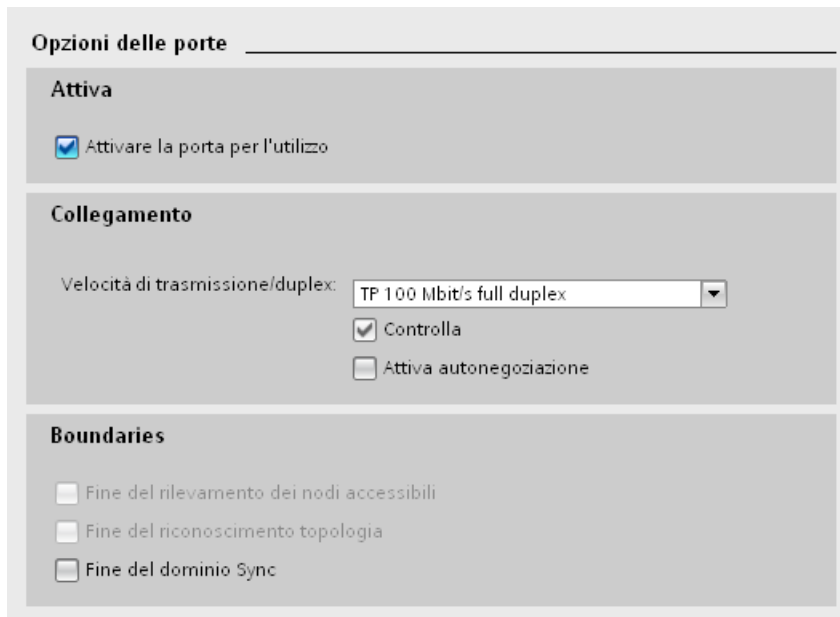 Opzioni delle porte
Attiva
Attivare la porta per l'utilizzo
Collegamento
Velocità di trasmissione/duplex:
TP 100 Mbit/s full duplex
Controlla
Attiva autonegoziazione
Boundaries
Fine del rilevamento dei nodi accessibili
Fine del riconoscimento topologia
Fine del dominio Sync